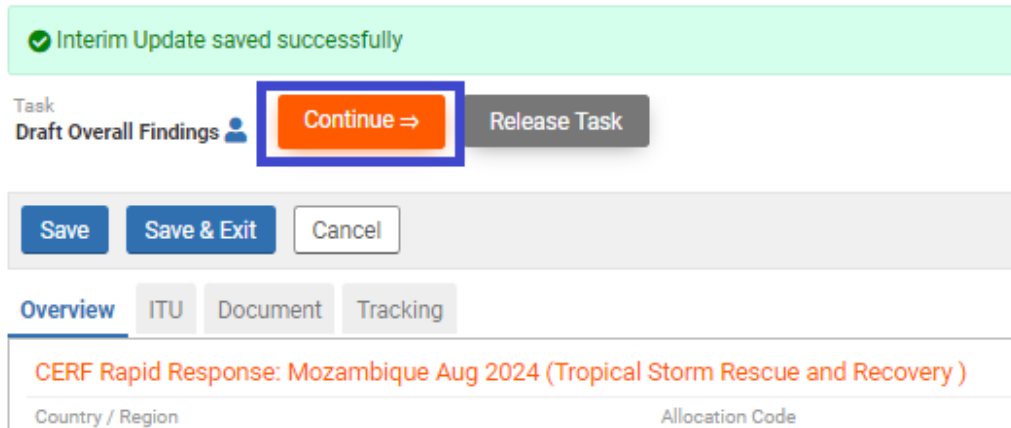 Interim Update saved successfully
Task
Draft Overall Findings
Continue ⇒
Release Task
Save
Save & Exit
Cancel
Overview
ITU
Document
Tracking
CERF Rapid Response: Mozambique Aug 2024 (Tropical Storm Rescue and Recovery )
Country / Region
Allocation Code